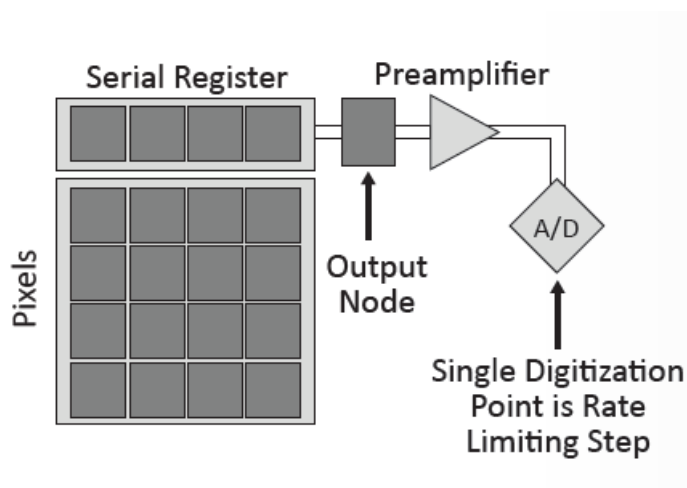 Serial Register
Preamplifier
Pixels
Output
Node
A/D
Single Digitization
Point is Rate
Limiting Step